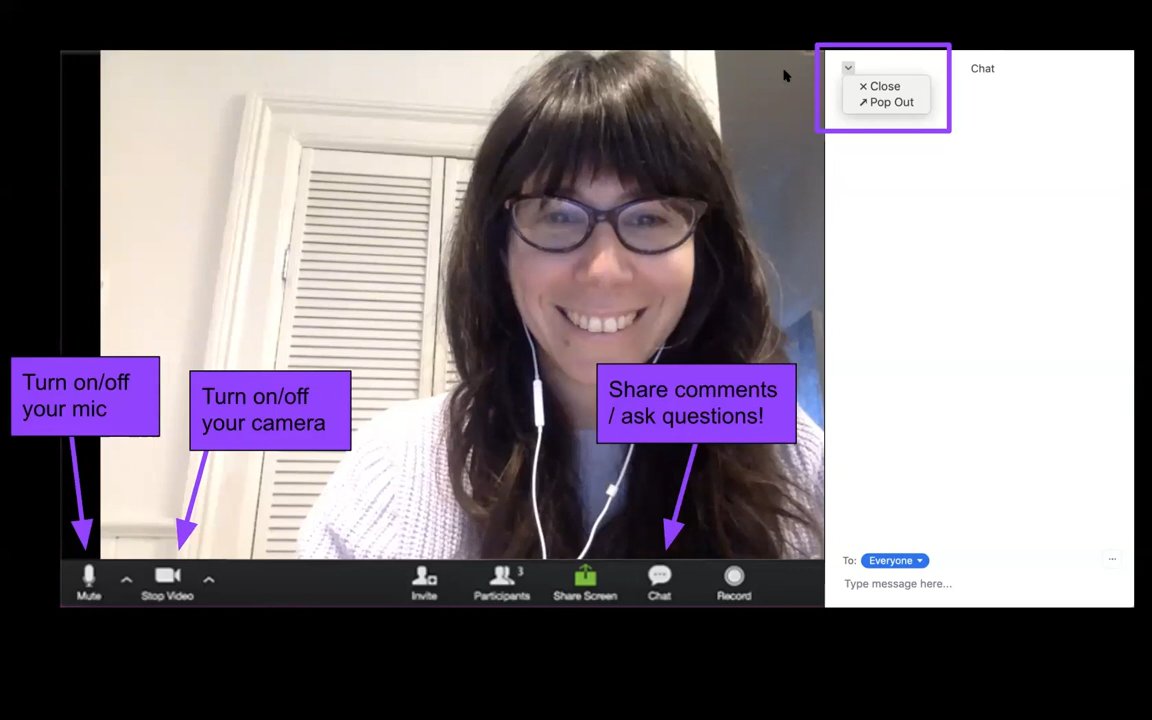 Close
Pop Out
Chat
Turn on/off
your mic
Turn on/off
your camera
Share comments
/ ask questions!
To: Everyone
Type message here...
Mute
Stop Video
Invite
Participants
3
Share Screen
Chat
Record